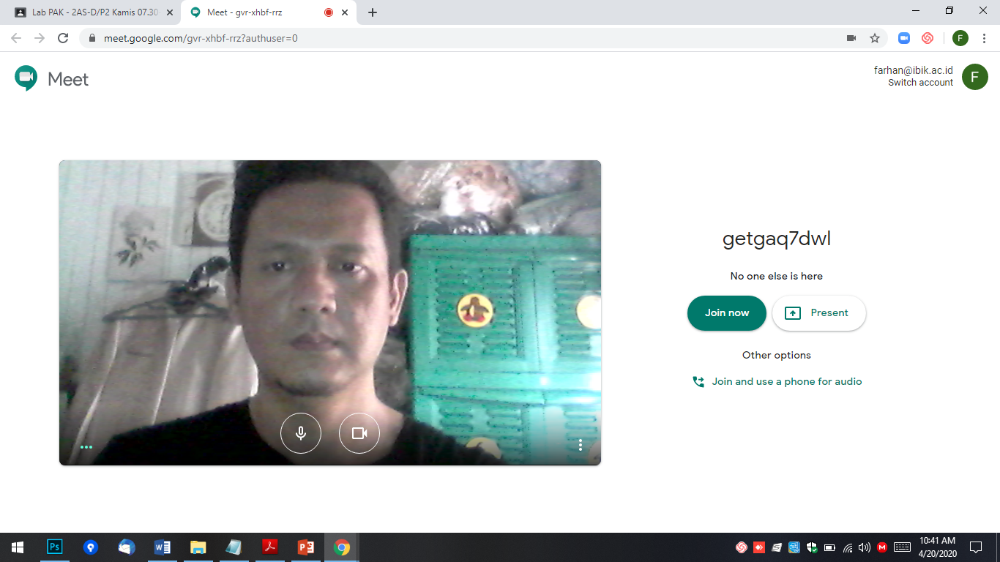 Lab PAK - 2AS-D/P2 Kamis 07.30
Meet - gvr-xhbf-rrz
meet.google.com/gvr-xhbf-rrz?authuser=0
F
Meet
farhan@ibik.ac.id
Switch account
F
getgaq7dwl
No one else is here
Join now
Present
Other options
Join and use a phone for audio
Ps
W
P
M
10:41 AM
4/20/2020